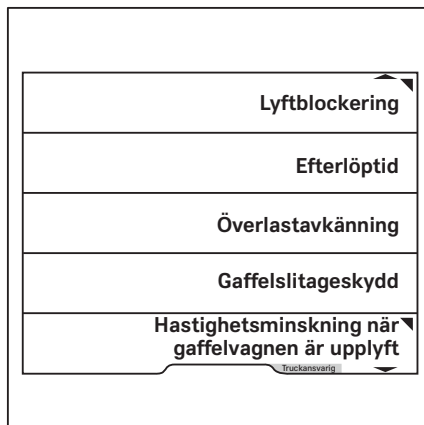 Lyftblockering
Efterlöptid
Överlastavkänning
Gaffelslitageskydd
Hastighetsminskning när
gaffelvagnen är upplyft
Truckansvarig